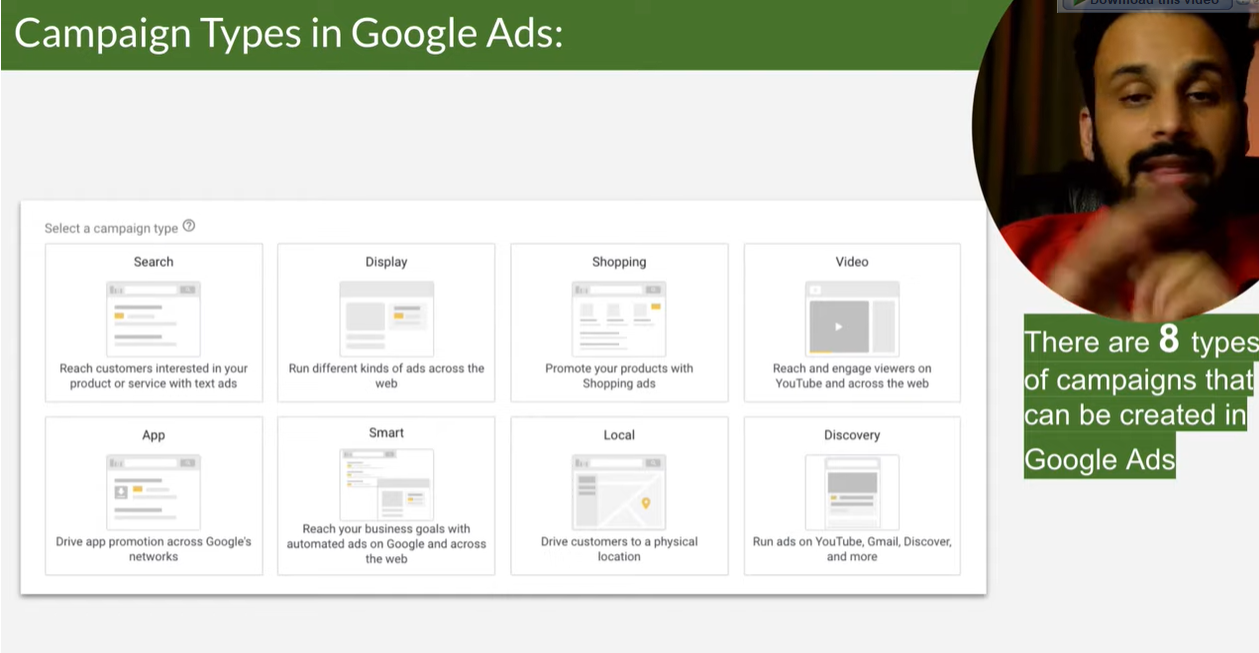 Download this video
Campaign Types in Google Ads:
Select a campaign type
Search
Reach customers interested in your
product or service with text ads
Display
Run different kinds of ads across the
web
Shopping
Promote your products with
Shopping ads
Video
Reach and engage viewers on
YouTube and across the web
App
Drive app promotion across Google's
networks
Smart
Reach your business goals with
automated ads on Google and across
the web
Local
Drive customers to a physical
location
Discovery
Run ads on YouTube, Gmail, Discover,
and more
There are 8 types
of campaigns that
can be created in
Google Ads